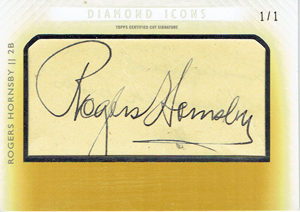 DIAMOND ICONS
1/1
TOPPS CERTIFIED CUT SIGNATURE
ROGERS HORNSBY || 2B
Rogers Hornsby